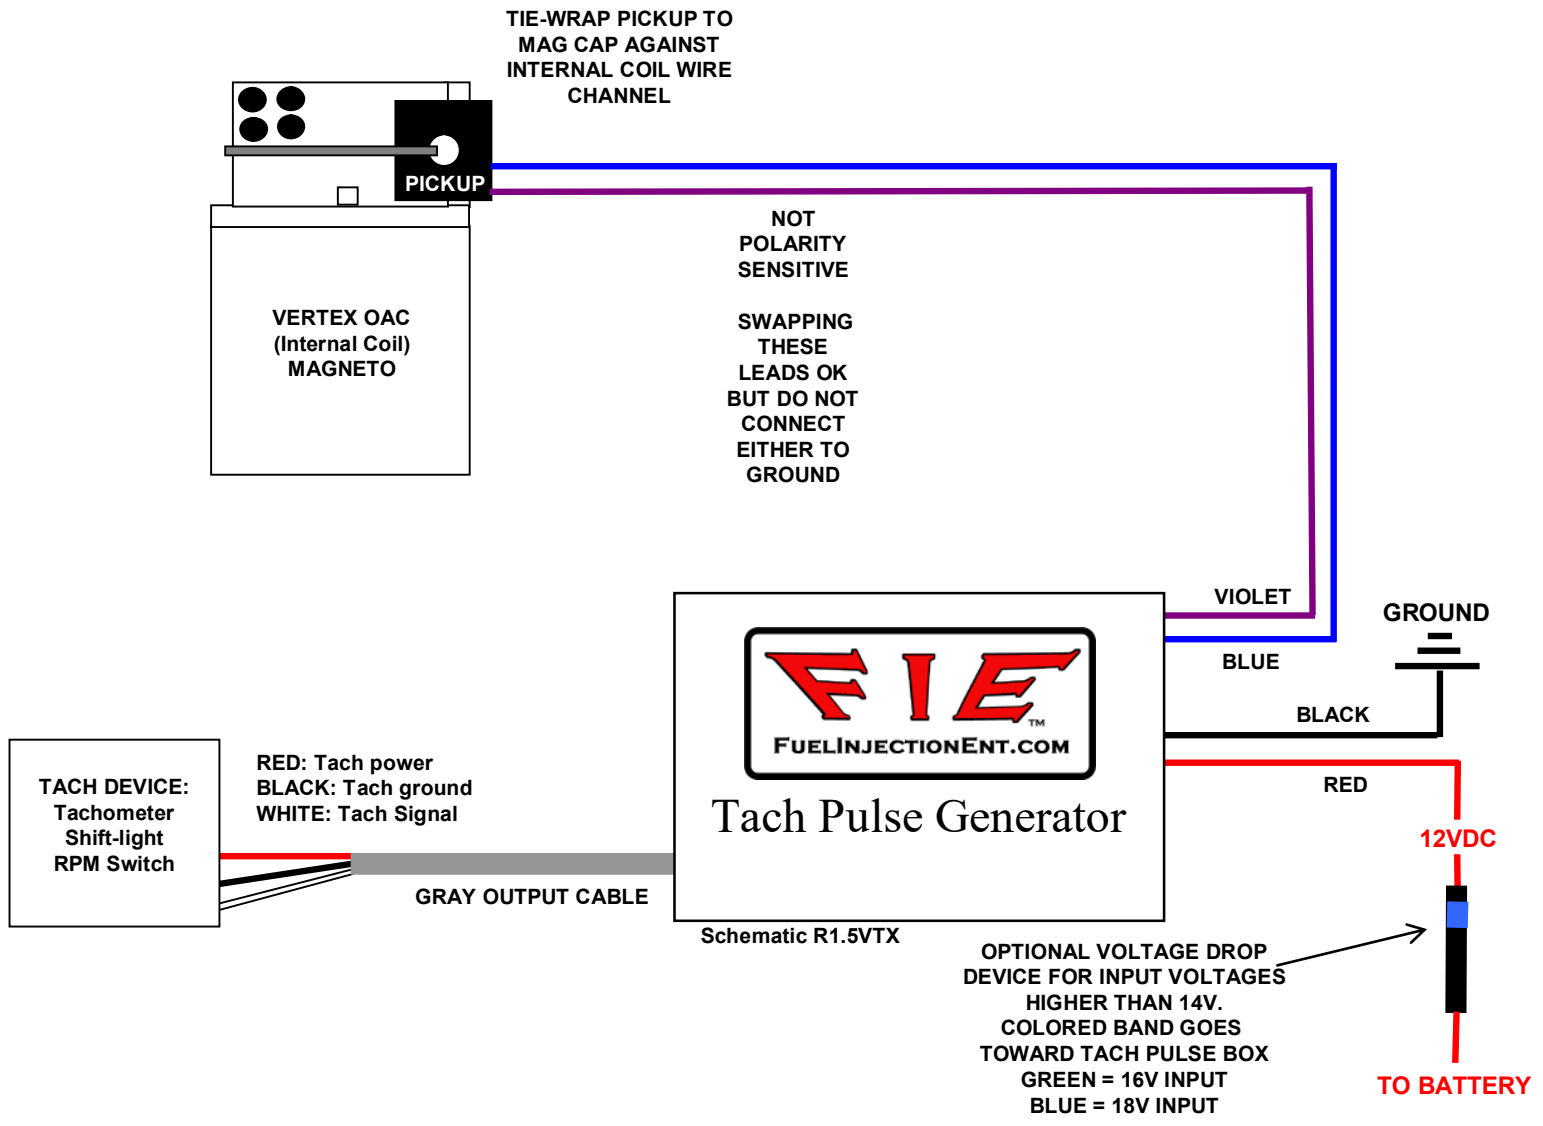 TIE-WRAP PICKUP TO
MAG CAP AGAINST
INTERNAL COIL WIRE
CHANNEL
PICKUP
NOT
POLARITY
SENSITIVE
SWAPPING
THESE
LEADS OK
BUT DO NOT
CONNECT
EITHER TO
GROUND
VERTEX OAC
(Internal Coil)
MAGNETO
VIOLET
BLUE
GROUND
BLACK
RED
12VDC
FIE™
FUELINJECTIONENT.COM
Tach Pulse Generator
TACH DEVICE:
Tachometer
Shift-light
RPM Switch
RED: Tach power
BLACK: Tach ground
WHITE: Tach Signal
GRAY OUTPUT CABLE
Schematic R1.5VTX
OPTIONAL VOLTAGE DROP
DEVICE FOR INPUT VOLTAGES
HIGHER THAN 14V.
COLORED BAND GOES
TOWARD TACH PULSE BOX
GREEN = 16V INPUT
BLUE = 18V INPUT
TO BATTERY